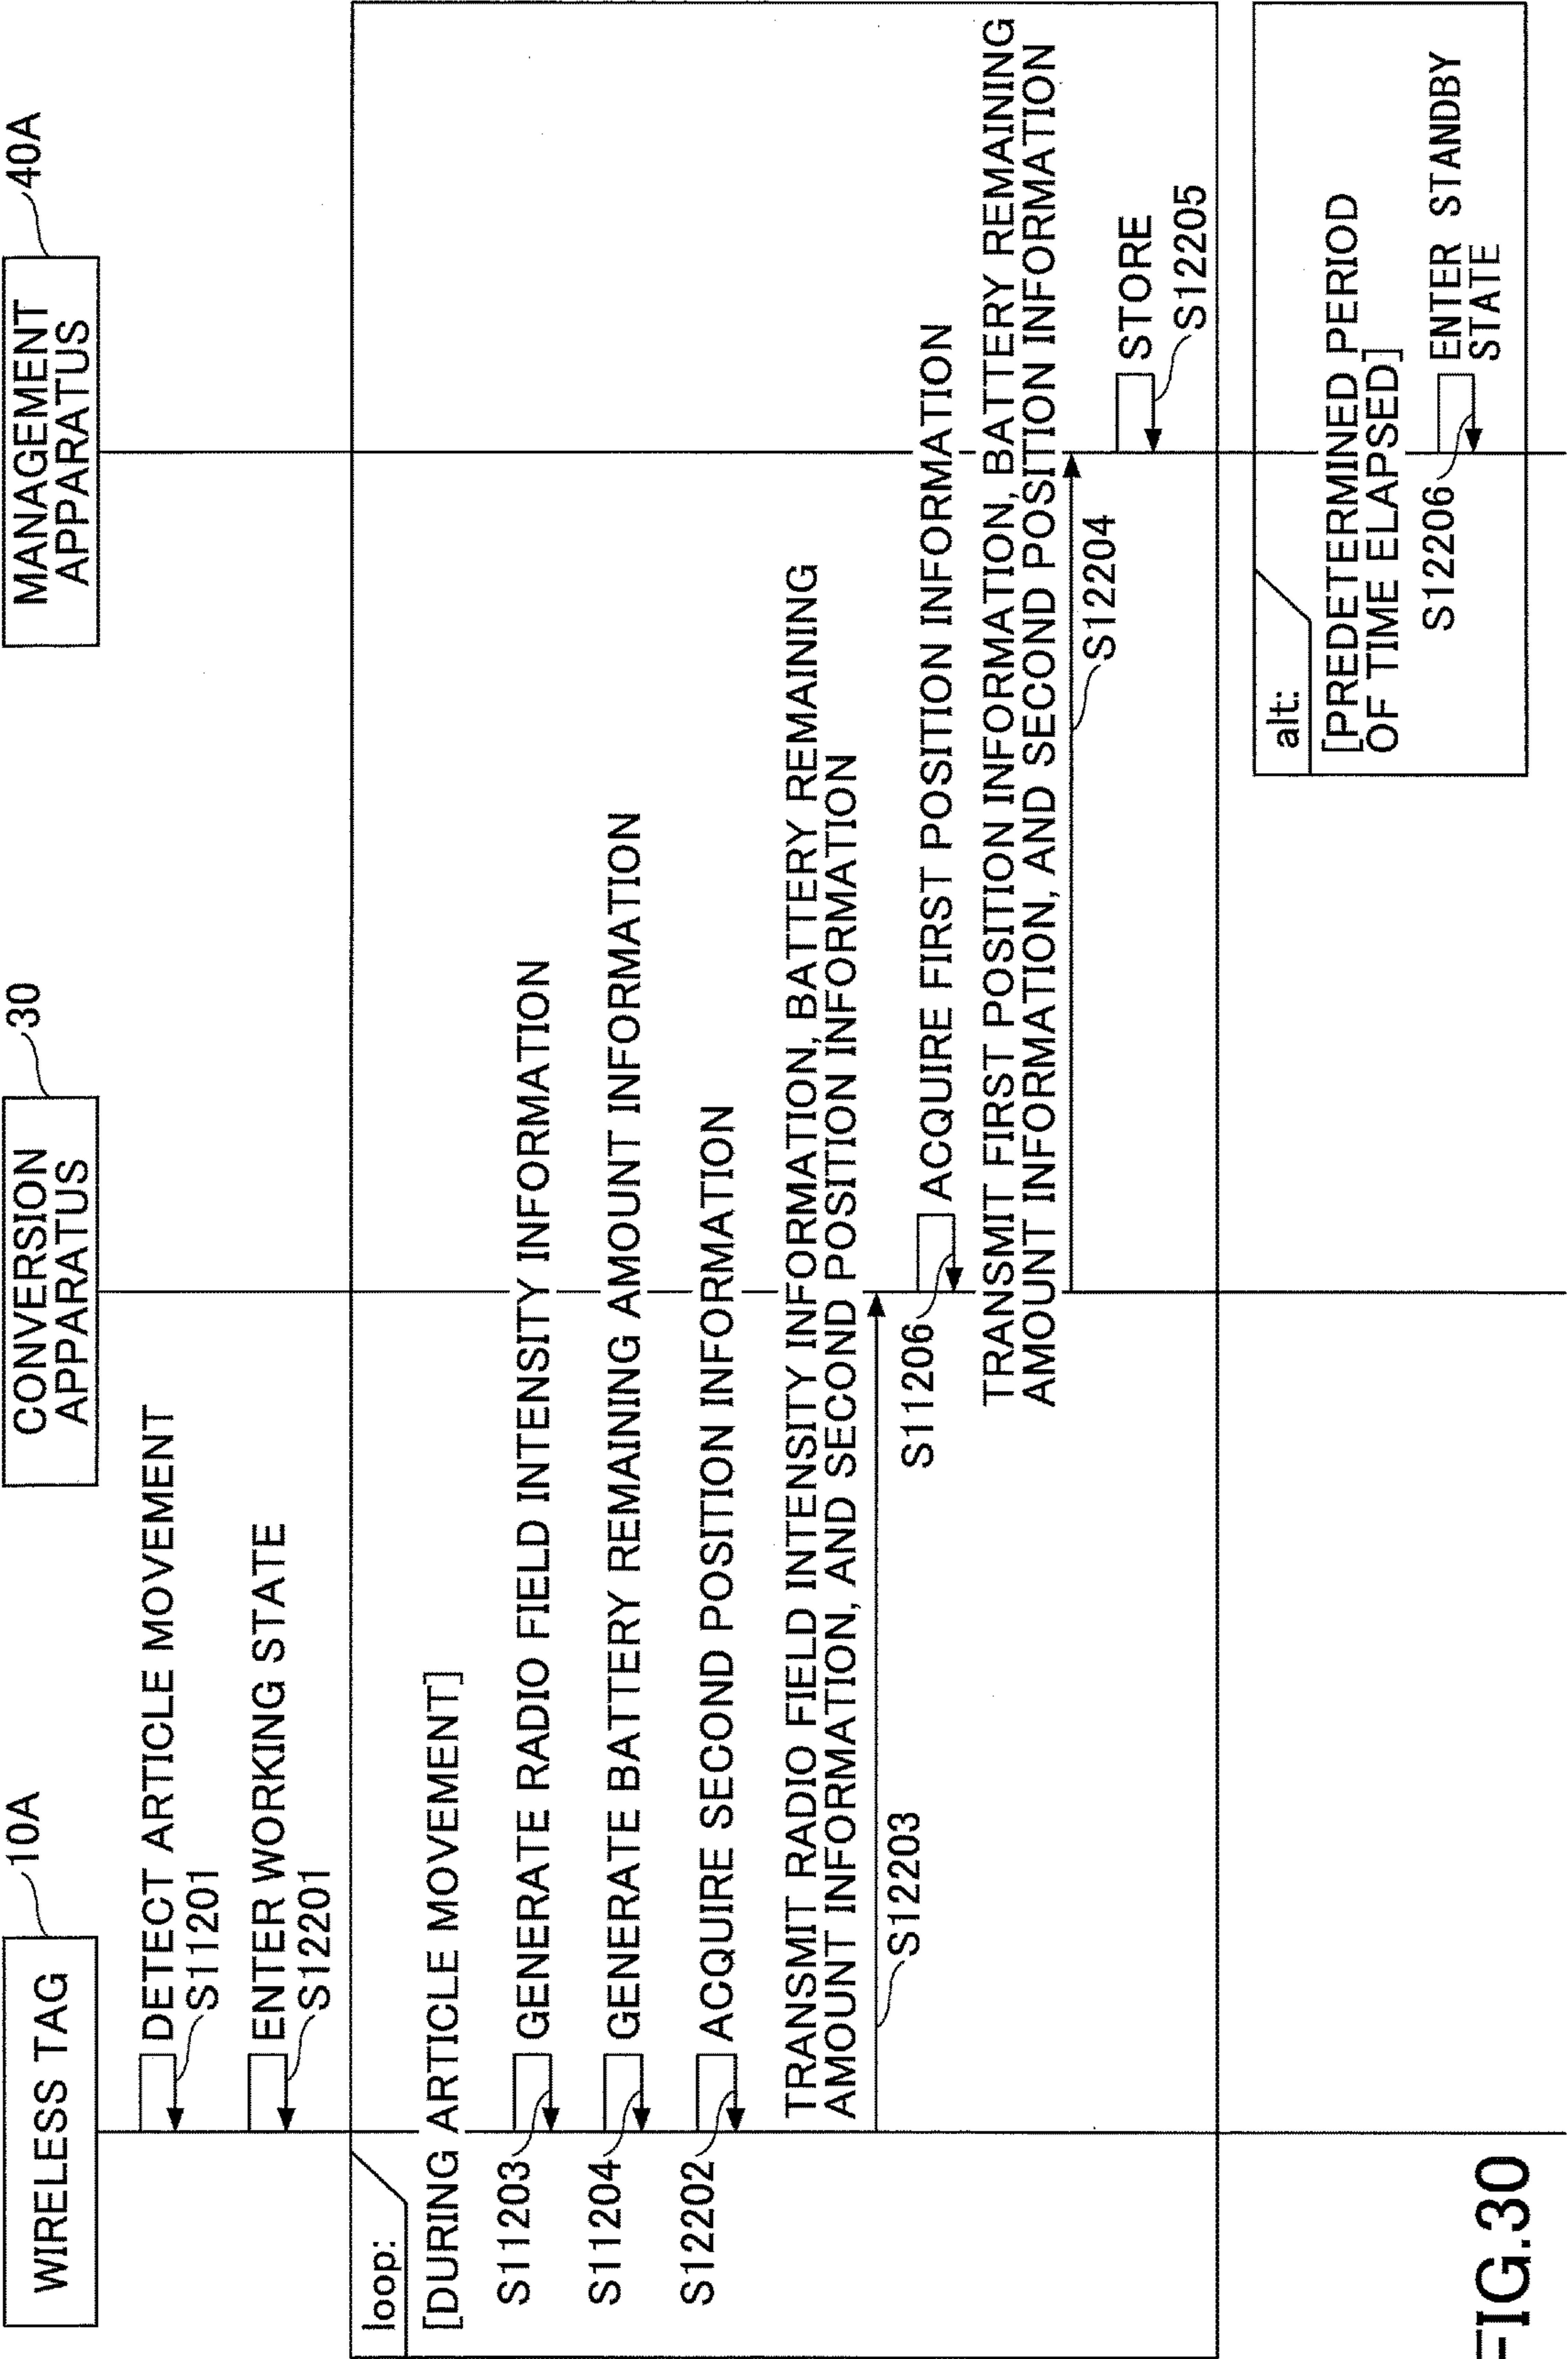 WIRELESS TAG
10A
CONVERSION
APPARATUS
30
MANAGEMENT
APPARATUS
40A
DETECT ARTICLE MOVEMENT
S11201
ENTER WORKING STATE
S12201
loop:
[DURING ARTICLE MOVEMENT]
GENERATE RADIO FIELD INTENSITY INFORMATION
S11203
GENERATE BATTERY REMAINING AMOUNT INFORMATION
S11204
ACQUIRE SECOND POSITION INFORMATION
S12202
TRANSMIT RADIO FIELD INTENSITY INFORMATION, BATTERY REMAINING
AMOUNT INFORMATION, AND SECOND POSITION INFORMATION
S12203
ACQUIRE FIRST POSITION INFORMATION
S11206
TRANSMIT FIRST POSITION INFORMATION, BATTERY REMAINING
AMOUNT INFORMATION, AND SECOND POSITION INFORMATION
S12204
STORE
S12205
alt:
[PREDETERMINED PERIOD
OF TIME ELAPSED]
ENTER STANDBY
STATE
S12206
FIG.30